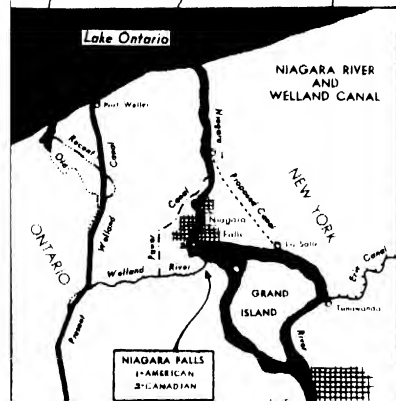 Lake Ontario
NIAGARA RIVER
AND
WELLAND CANAL
Port Weller
Recent
Old
Canal
Niagara
Proposed Canal
NEW YORK
ONTARIO
Welland
Power
Canal
Niagara
Falls
La Salle
Erie Canal
Welland River
GRAND
ISLAND
Tonawanda
Present
River
NIAGARA FALLS
1-AMERICAN
2-CANADIAN